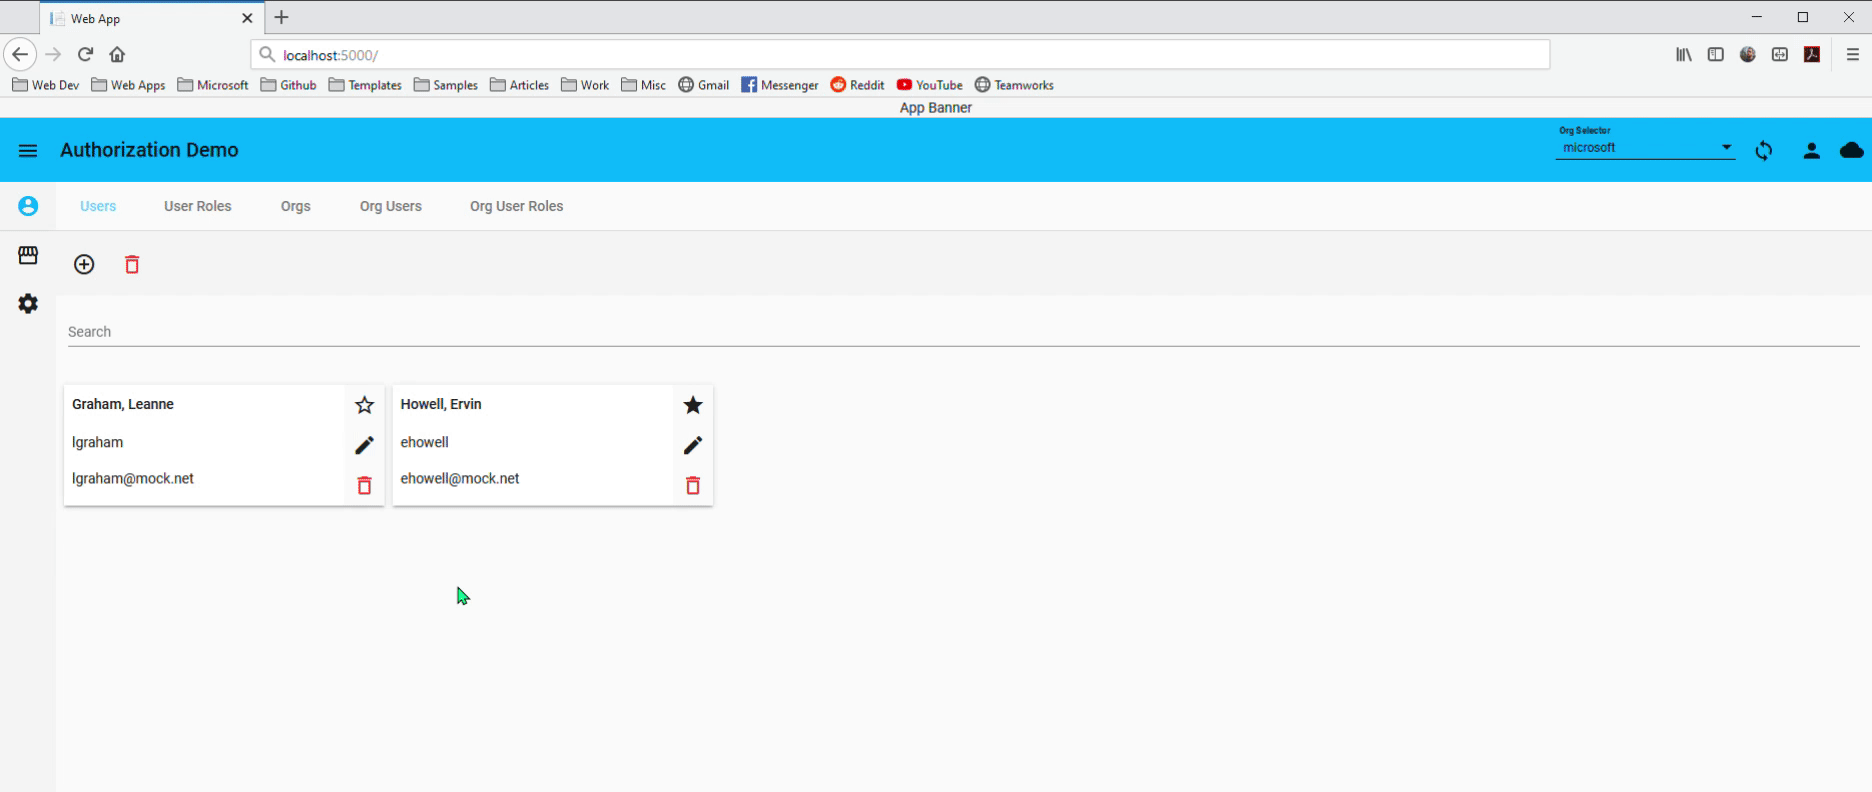 Web App
localhost:5000/
Web Dev Web Apps Microsoft Github Templates Samples Articles Work Misc Gmail Messenger Reddit YouTube Teamworks
App Banner
Authorization Demo
Org Selector
microsoft
Users User Roles Orgs Org Users Org User Roles
Search
Graham, Leanne
lgraham
lgraham@mock.net
Howell, Ervin
ehowell
ehowell@mock.net